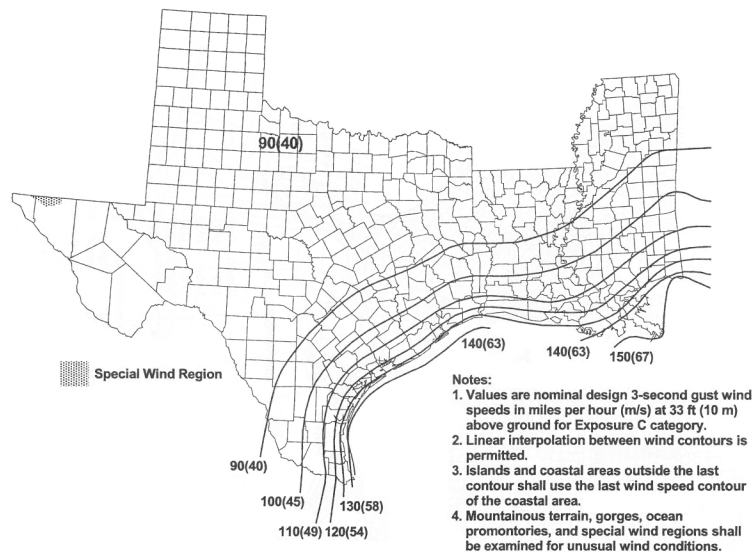 90(40)
Special Wind Region
140(63)
140(63)
150(67)
90(40)
100(45)
110(49)
120(54)
130(58)
Notes:
1. Values are nominal design 3-second gust wind
speeds in miles per hour (m/s) at 33 ft (10 m)
above ground for Exposure C category.
2. Linear interpolation between wind contours is
permitted.
3. Islands and coastal areas outside the last
contour shall use the last wind speed contour
of the coastal area.
4. Mountainous terrain, gorges, ocean
promontories, and special wind regions shall
be examined for unusual wind conditions.